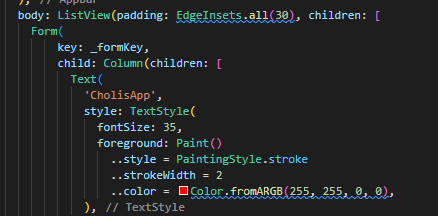 ), // AppBar
body: ListView(padding: EdgeInsets.all(30), children: [
Form(
key: _formKey,
child: Column(children: [
Text(
'CholisApp',
style: TextStyle(
fontSize: 35,
foreground: Paint()
..style = PaintingStyle.stroke
..strokeWidth = 2
..color = Color.fromARGB(255, 255, 0, 0),
), // TextStyle